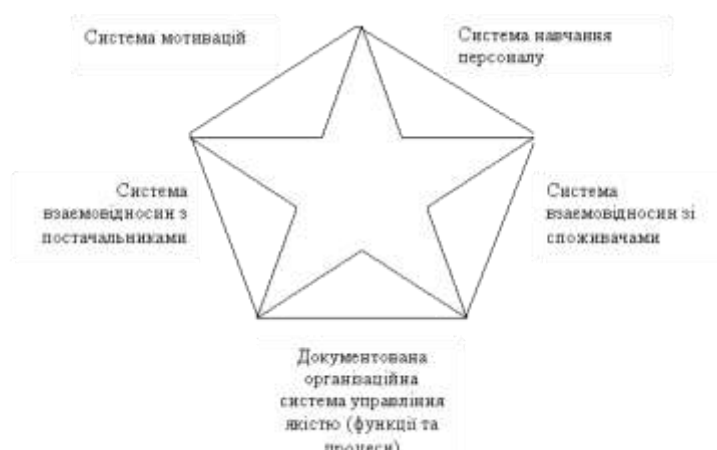 Система мотивацій
Система навчання
персоналу
Система
взаємовідносин з
постачальниками
Система
взаємовідносин зі
споживачами
Документована
організаційна
система управління
якістю (функції та
процеси)